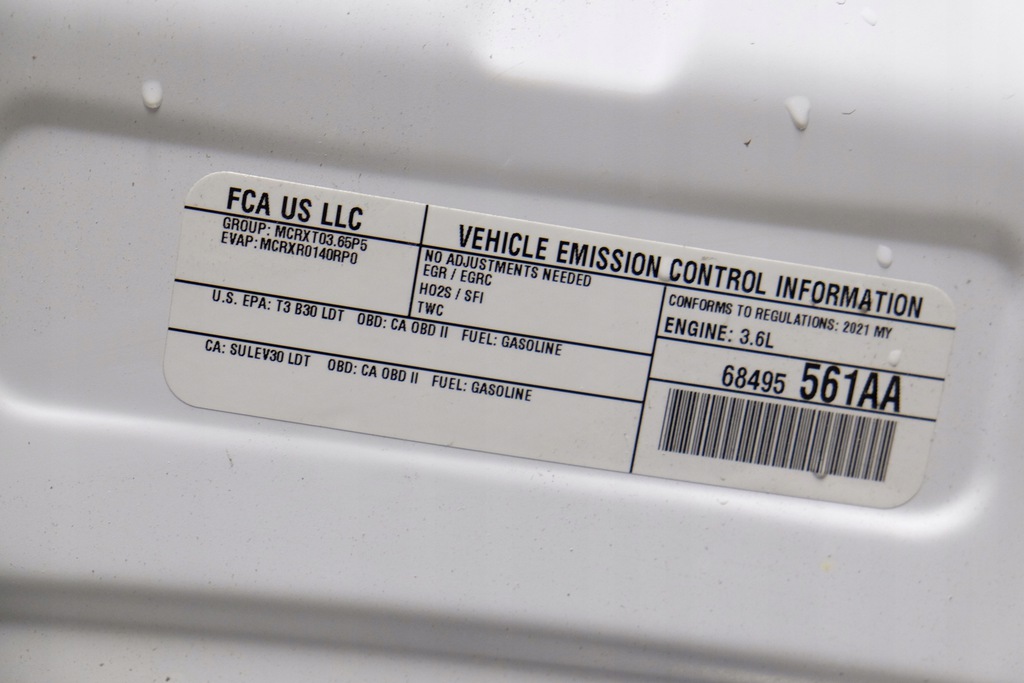 FCA US LLC
GROUP: MCRXT03.65P5
EVAP: MCRXR0140RP0
VEHICLE EMISSION CONTROL INFORMATION
NO ADJUSTMENTS NEEDED
EGR / EGRC
HO2S / SFI
TWC
CONFORMS TO REGULATIONS: 2021 MY
ENGINE: 3.6L
U.S. EPA: T3 B30 LDT OBD: CA OBD II FUEL: GASOLINE
CA: SULEV30 LDT OBD: CA OBD II FUEL: GASOLINE
68495 561AA